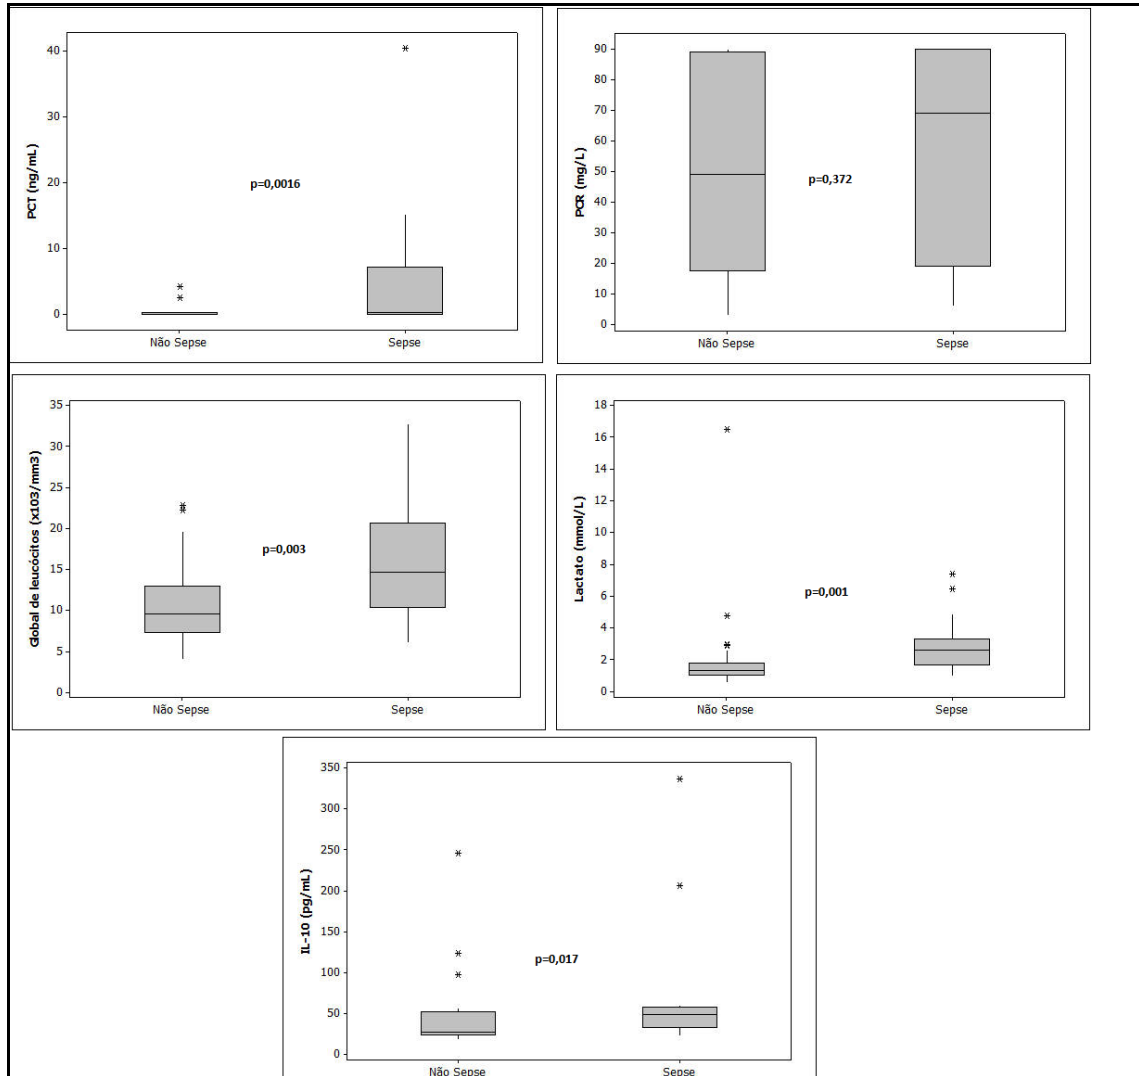 PCT (ng/mL)
40
30
20
10
0
p=0,0016
Não Sepse
Sepse
PCR (mg/L)
90
80
70
60
50
40
30
20
10
0
p=0,372
Não Sepse
Sepse
Global de leucócitos (x103/mm3)
35
30
25
20
15
10
5
0
p=0,003
Não Sepse
Sepse
Lactato (mmol/L)
18
16
14
12
10
8
6
4
2
0
p=0,001
Não Sepse
Sepse
IL-10 (pg/mL)
350
300
250
200
150
100
50
0
p=0,017
Não Sepse
Sepse